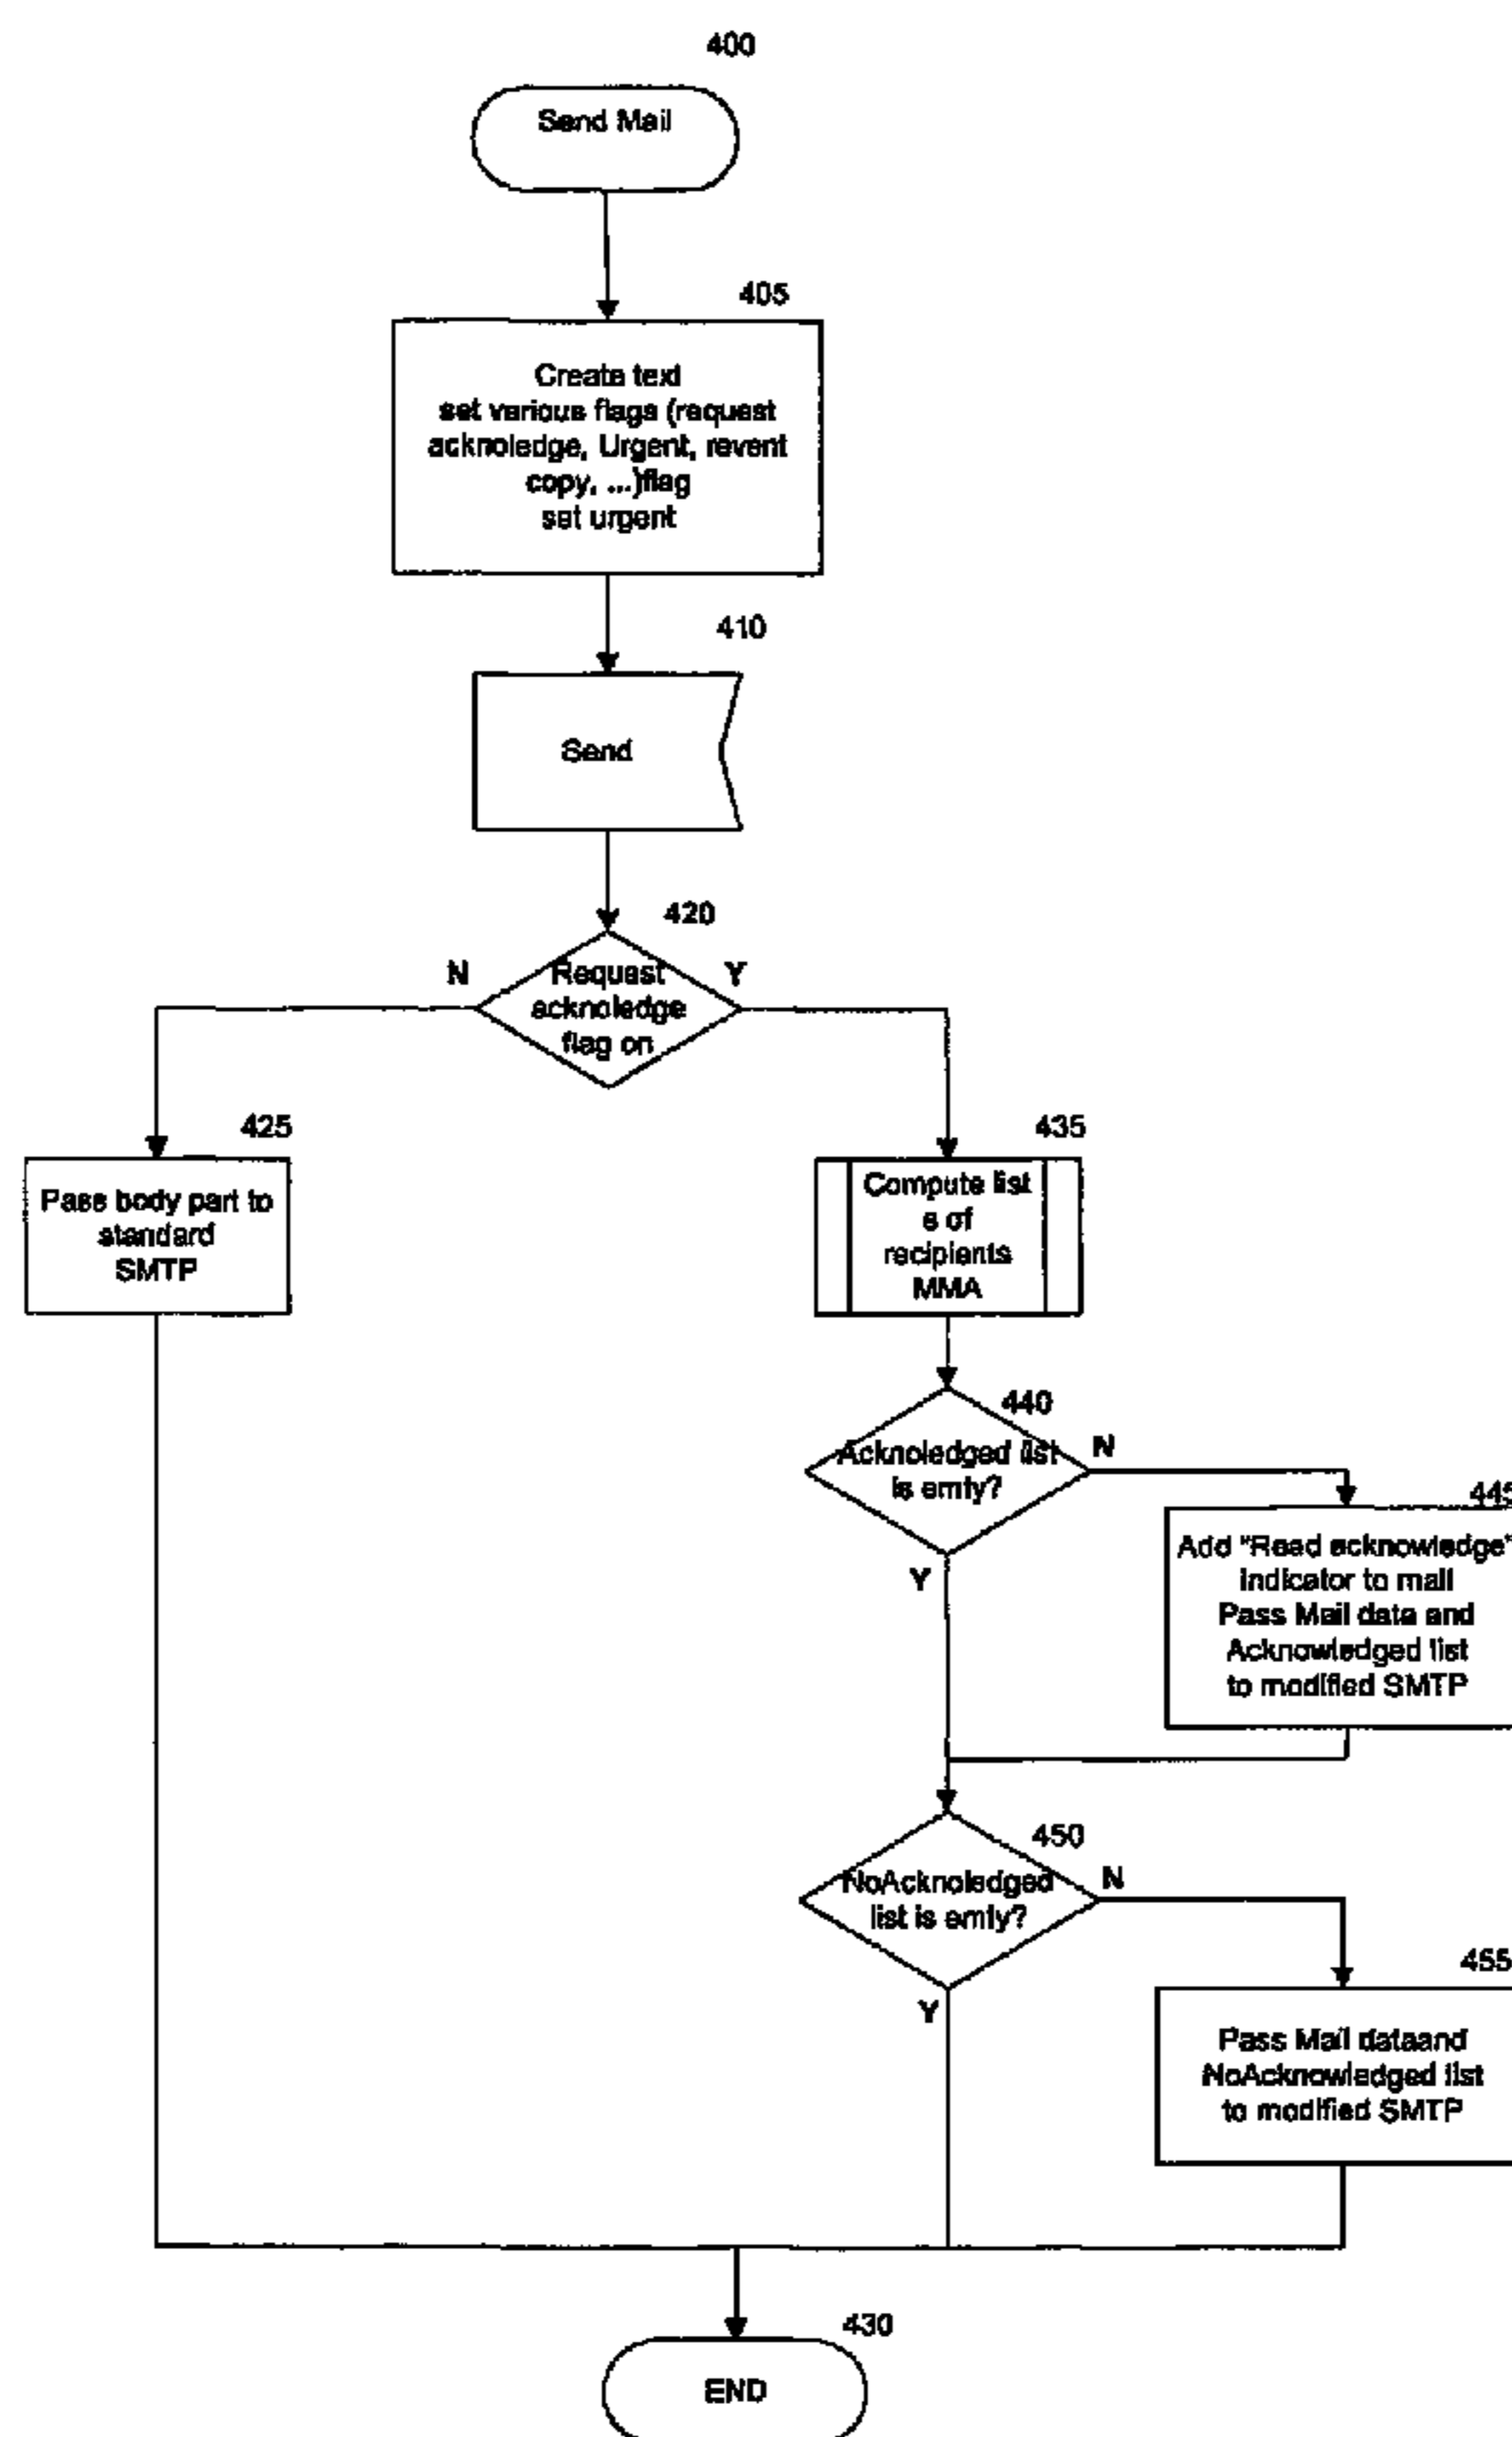 400
Send Mail
405
Create text
set various flags (request
acknoledge, Urgent, revent
copy, ...)flag
set urgent
410
Send
420
N
Y
Request
acknoledge
flag on
425
435
Pass body part to
standard
SMTP
Compute list
s of
recipients
MMA
440
Acknoledged list
is emty?
N
Y
445
Add "Read acknowledge"
indicator to mail
Pass Mail data and
Acknowledged list
to modified SMTP
450
NoAcknoledged
list is emty?
N
Y
455
Pass Mail dataand
NoAcknowledged list
to modified SMTP
430
END